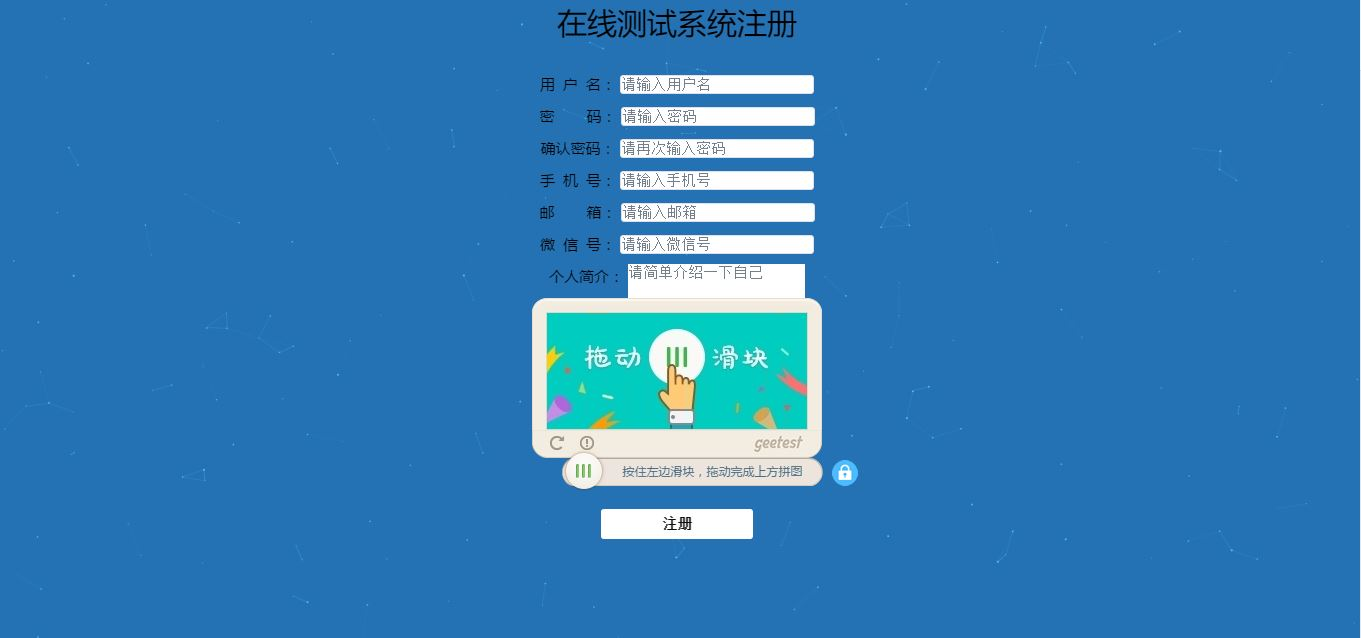 在线测试系统注册
用 户 名： 请输入用户名
密 码： 请输入密码
确认密码： 请再次输入密码
手 机 号： 请输入手机号
邮 箱： 请输入邮箱
微 信 号： 请输入微信号
个人简介： 请简单介绍一下自己
拖动 滑块
geetest
按住左边滑块，拖动完成上方拼图
注册